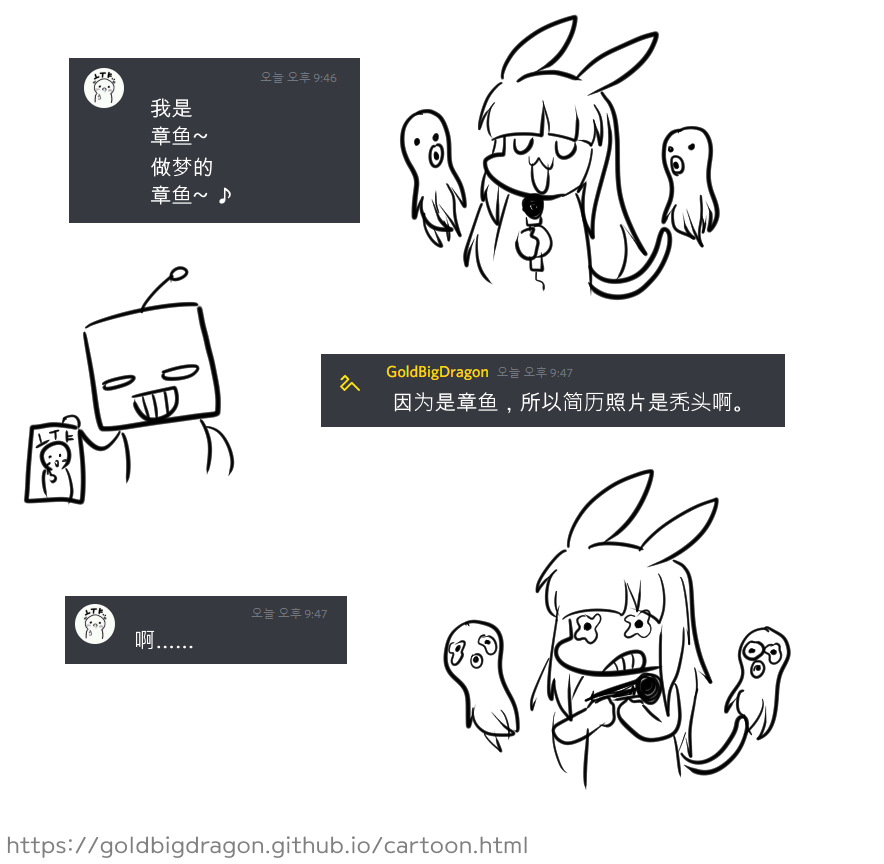 오늘 오후 9:46
我是
章鱼~
做梦的
章鱼~ ♪
GoldBigDragon 오늘 오후 9:47
因为是章鱼，所以简历照片是秃头啊。
오늘 오후 9:47
啊......
https://goldbigdragon.github.io/cartoon.html